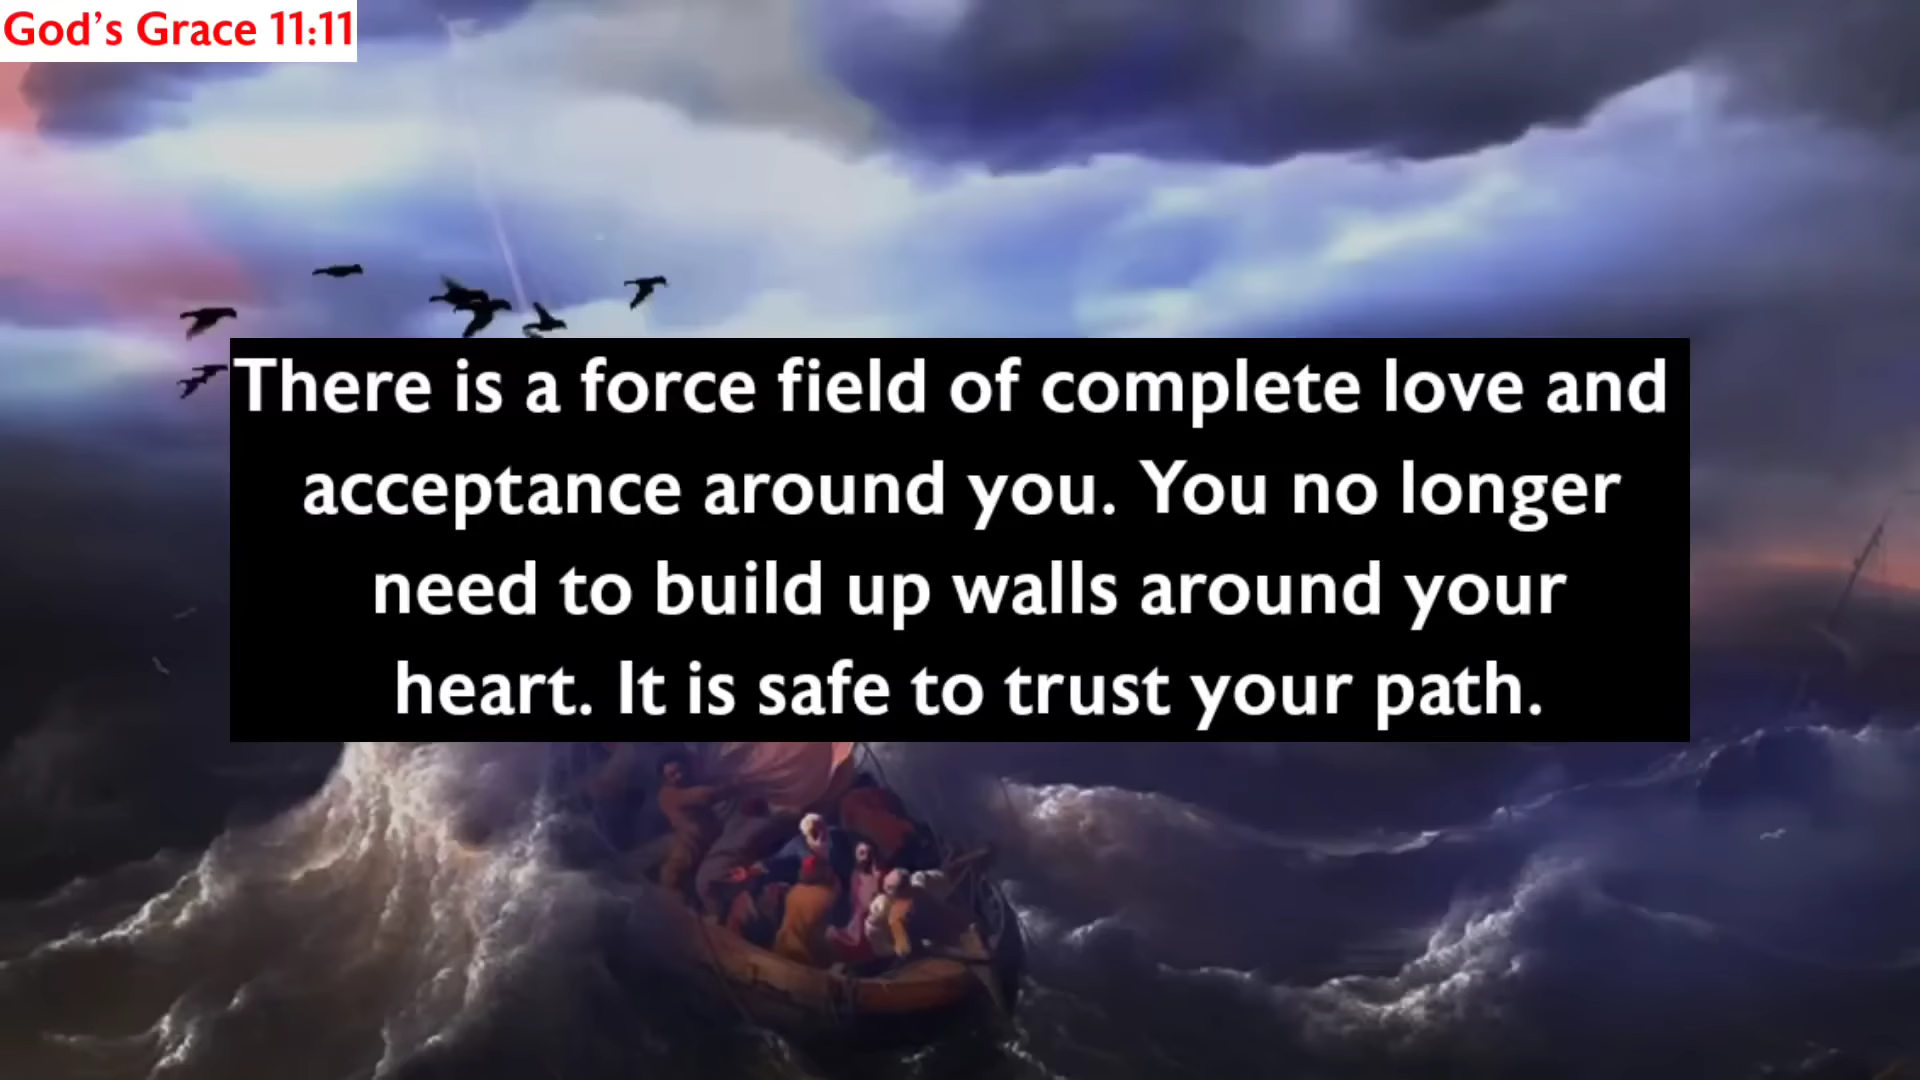 God’s Grace 11:11
There is a force field of complete love and
acceptance around you. You no longer
need to build up walls around your
heart. It is safe to trust your path.